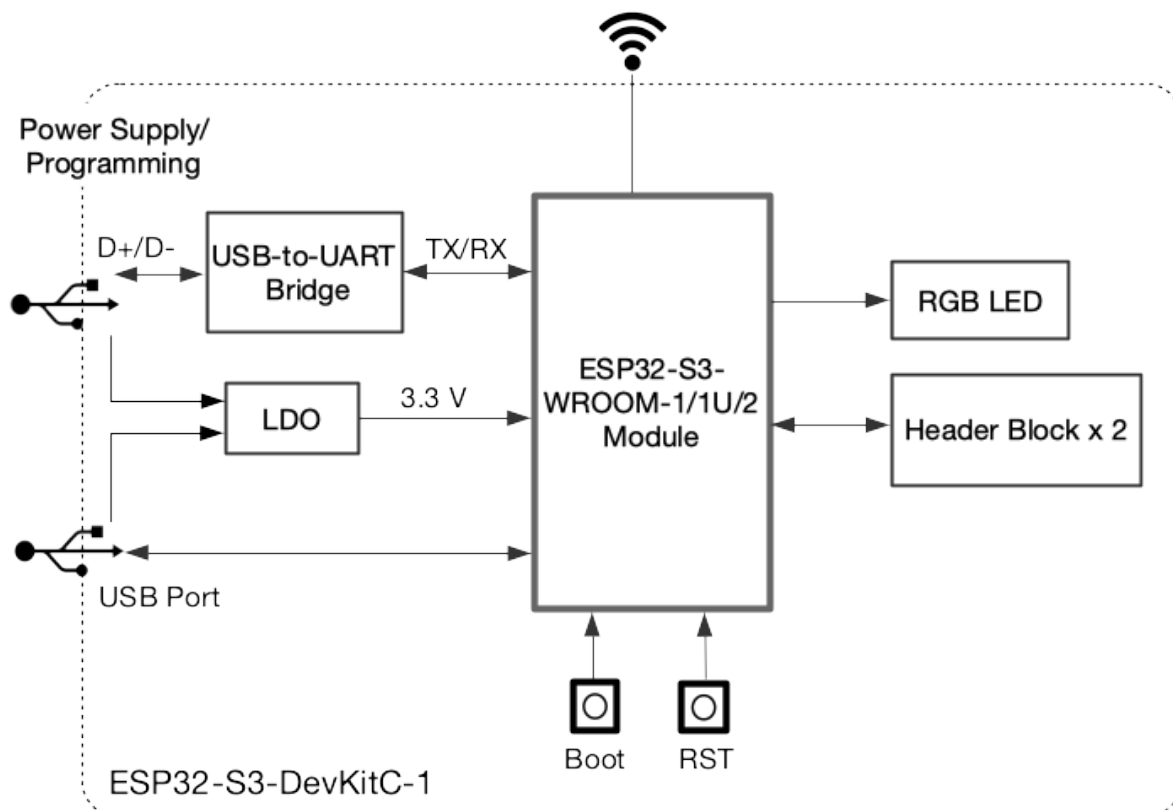 Power Supply/
Programming
D+/D-
USB-to-UART
Bridge
TX/RX
RGB LED
LDO
3.3 V
ESP32-S3-
WROOM-1/1U/2
Module
Header Block x 2
USB Port
Boot
RST
ESP32-S3-DevKitC-1